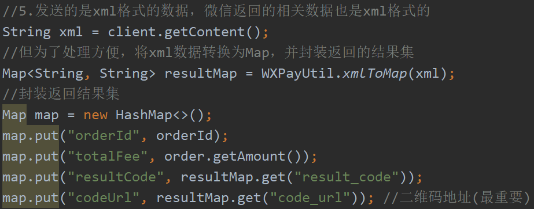 //5.发送的是xml格式的数据，微信返回的相关数据也是xml格式的
String xml = client.getContent();
//但为了处理方便，将xml数据转换为Map，并封装返回的结果集
Map<String, String> resultMap = WXPayUtil.xmlToMap(xml);
//封装返回结果集
Map map = new HashMap<>();
map.put("orderId", orderId);
map.put("totalFee", order.getAmount());
map.put("resultCode", resultMap.get("result_code"));
map.put("codeUrl", resultMap.get("code_url")); //二维码地址(最重要)